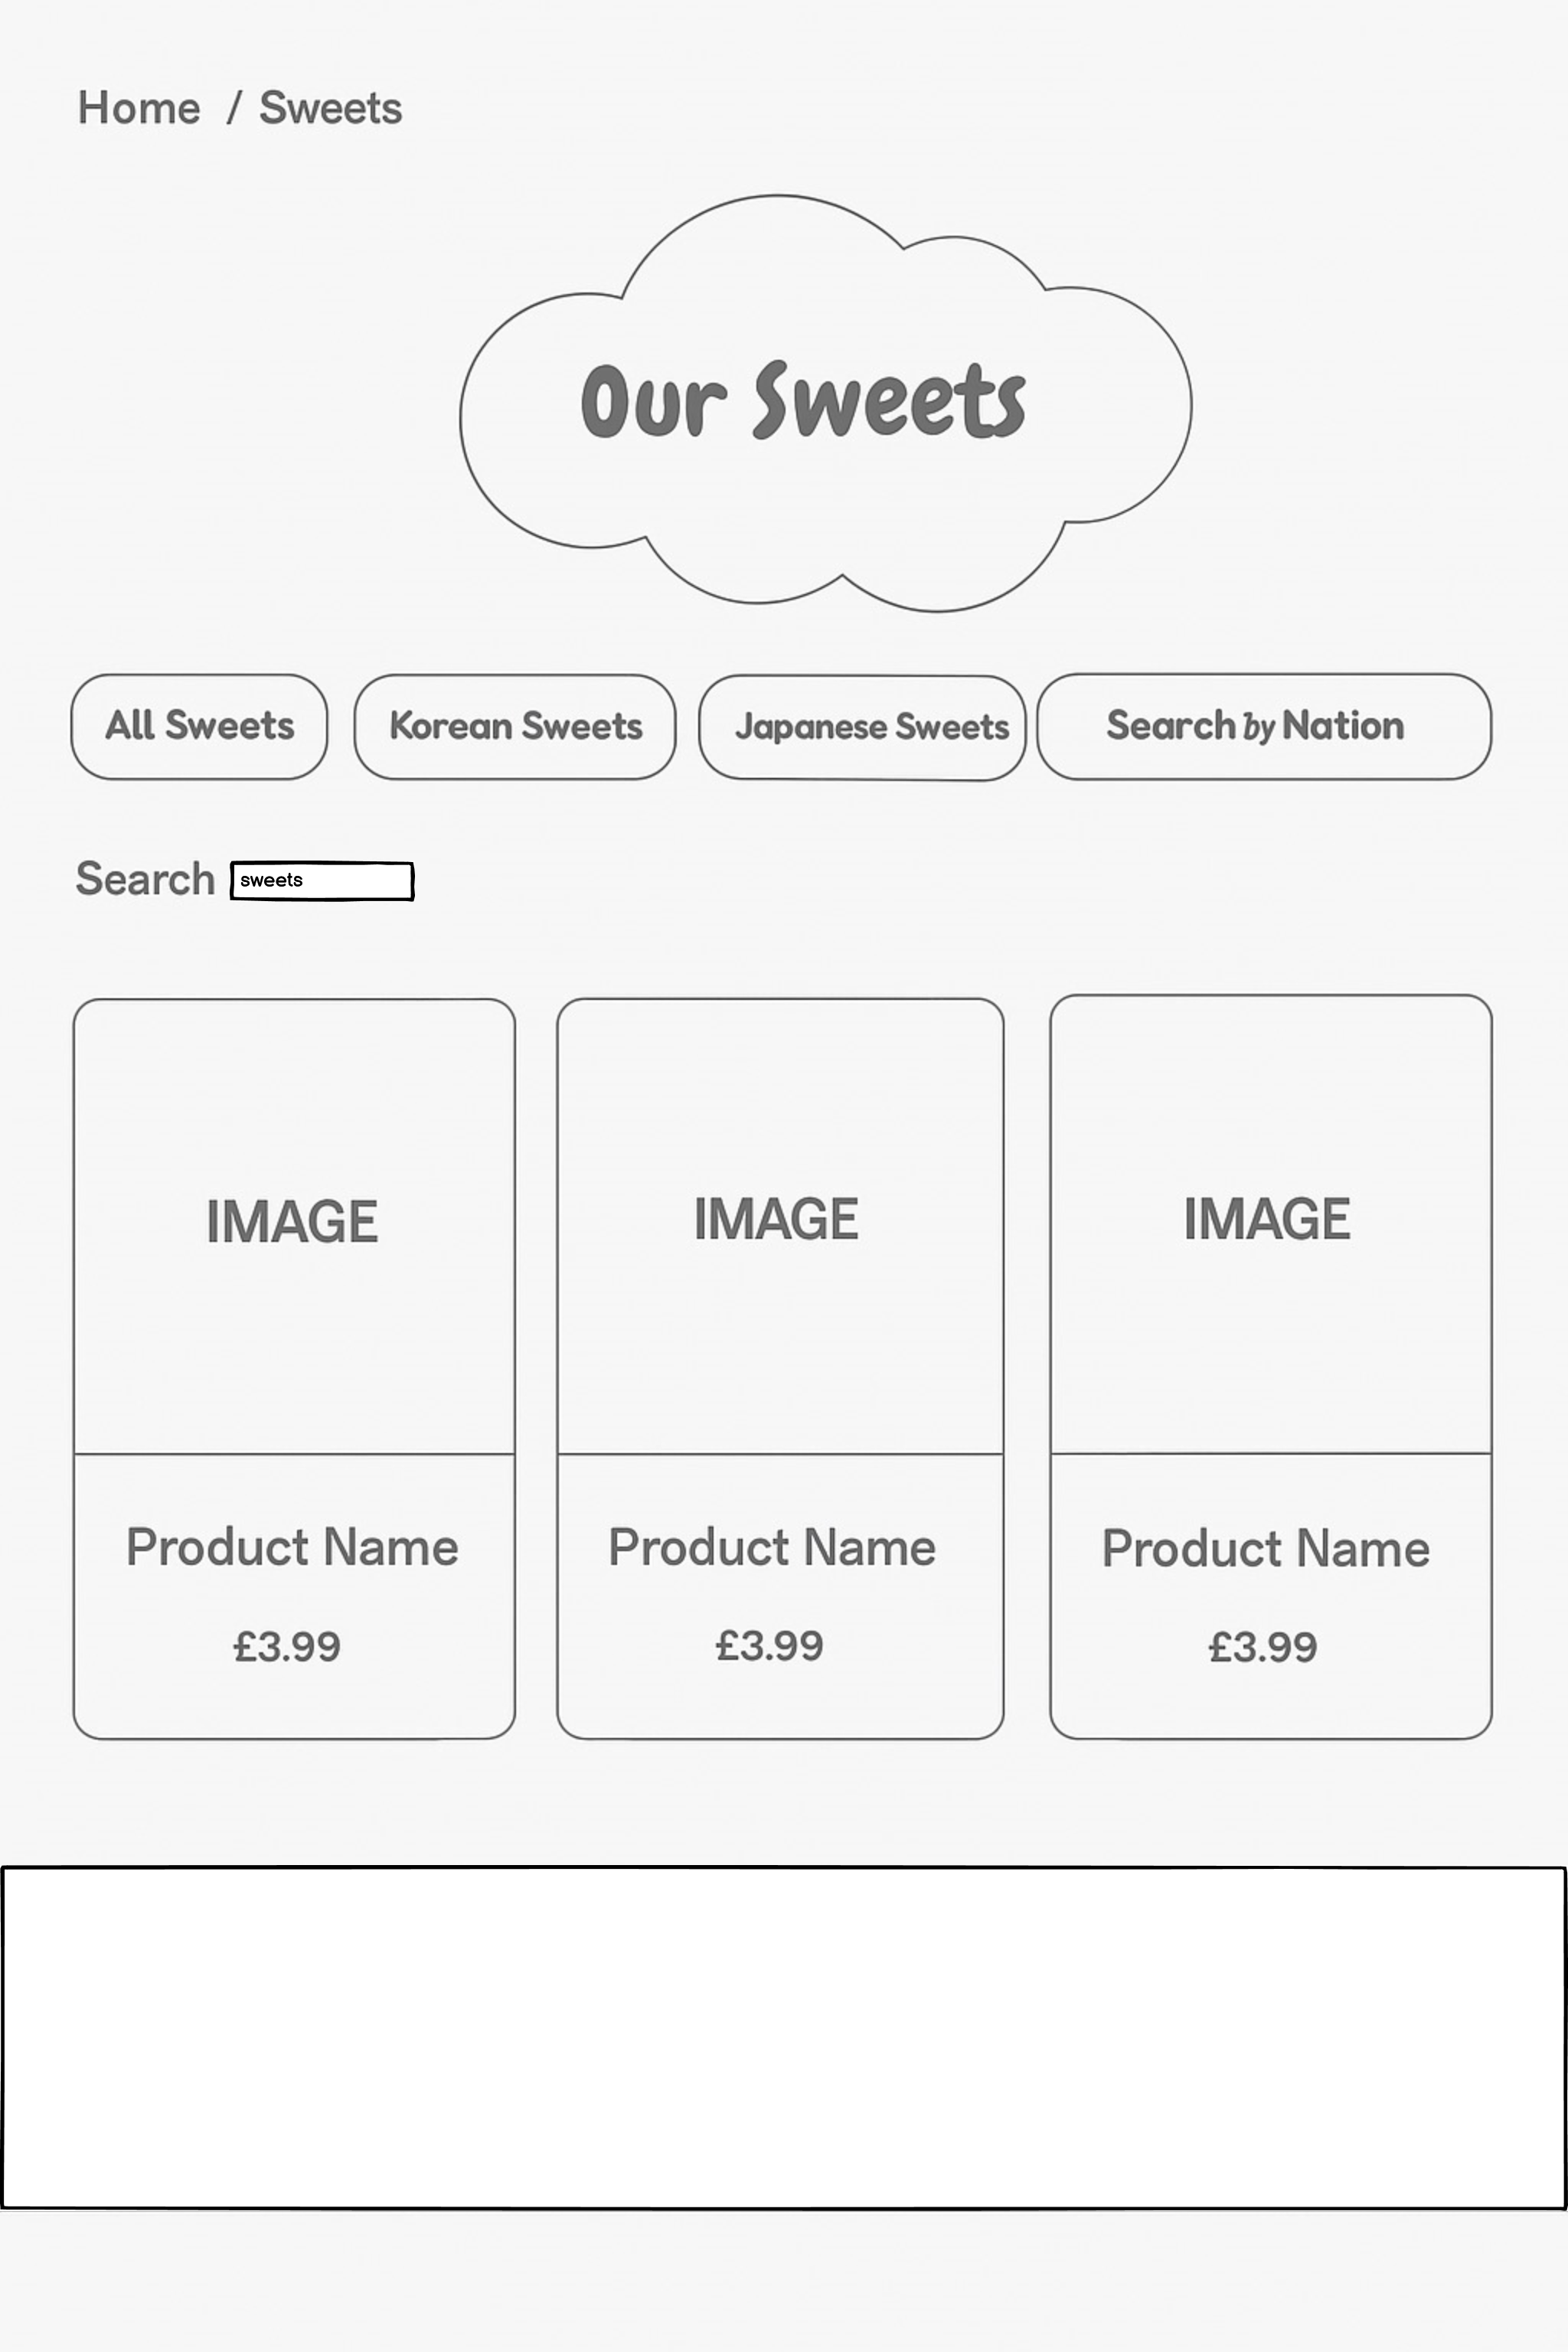 Home / Sweets
Our Sweets
All Sweets
Korean Sweets
Japanese Sweets
Search by Nation
Search
sweets
IMAGE
IMAGE
IMAGE
Product Name
Product Name
Product Name
£3.99
£3.99
£3.99